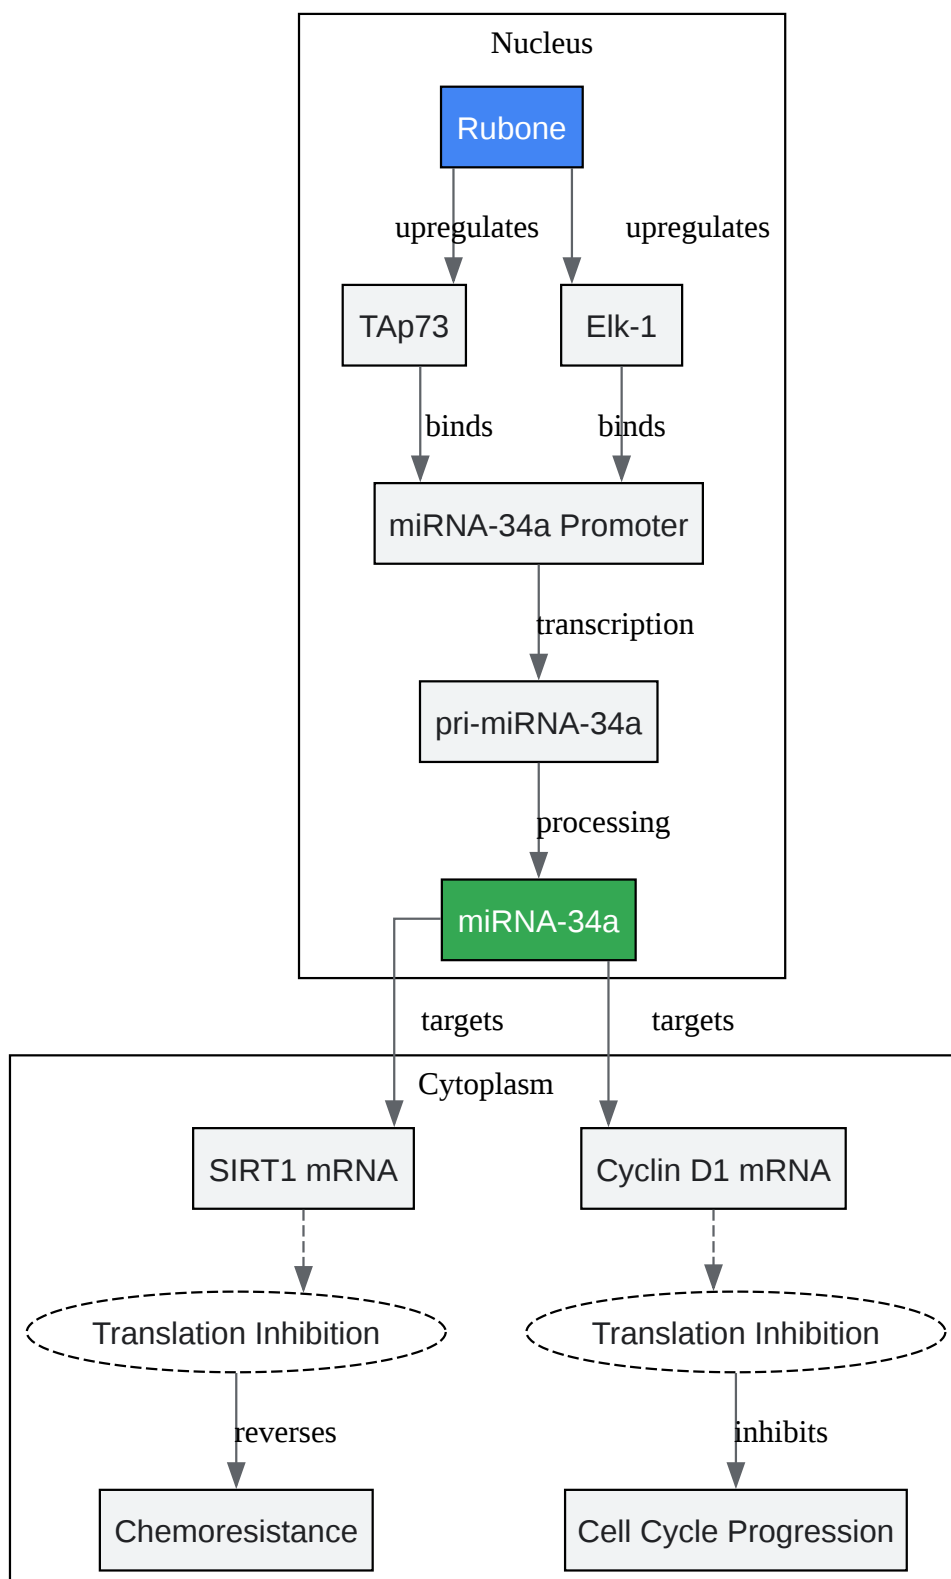 Nucleus
Rubone
upregulates upregulates
TAp73 Elk-1
binds binds
miRNA-34a Promoter
transcription
pri-miRNA-34a
processing
miRNA-34a
targets targets
Cytoplasm
SIRT1 mRNA Cyclin D1 mRNA
Translation Inhibition Translation Inhibition
reverses inhibits
Chemoresistance Cell Cycle Progression